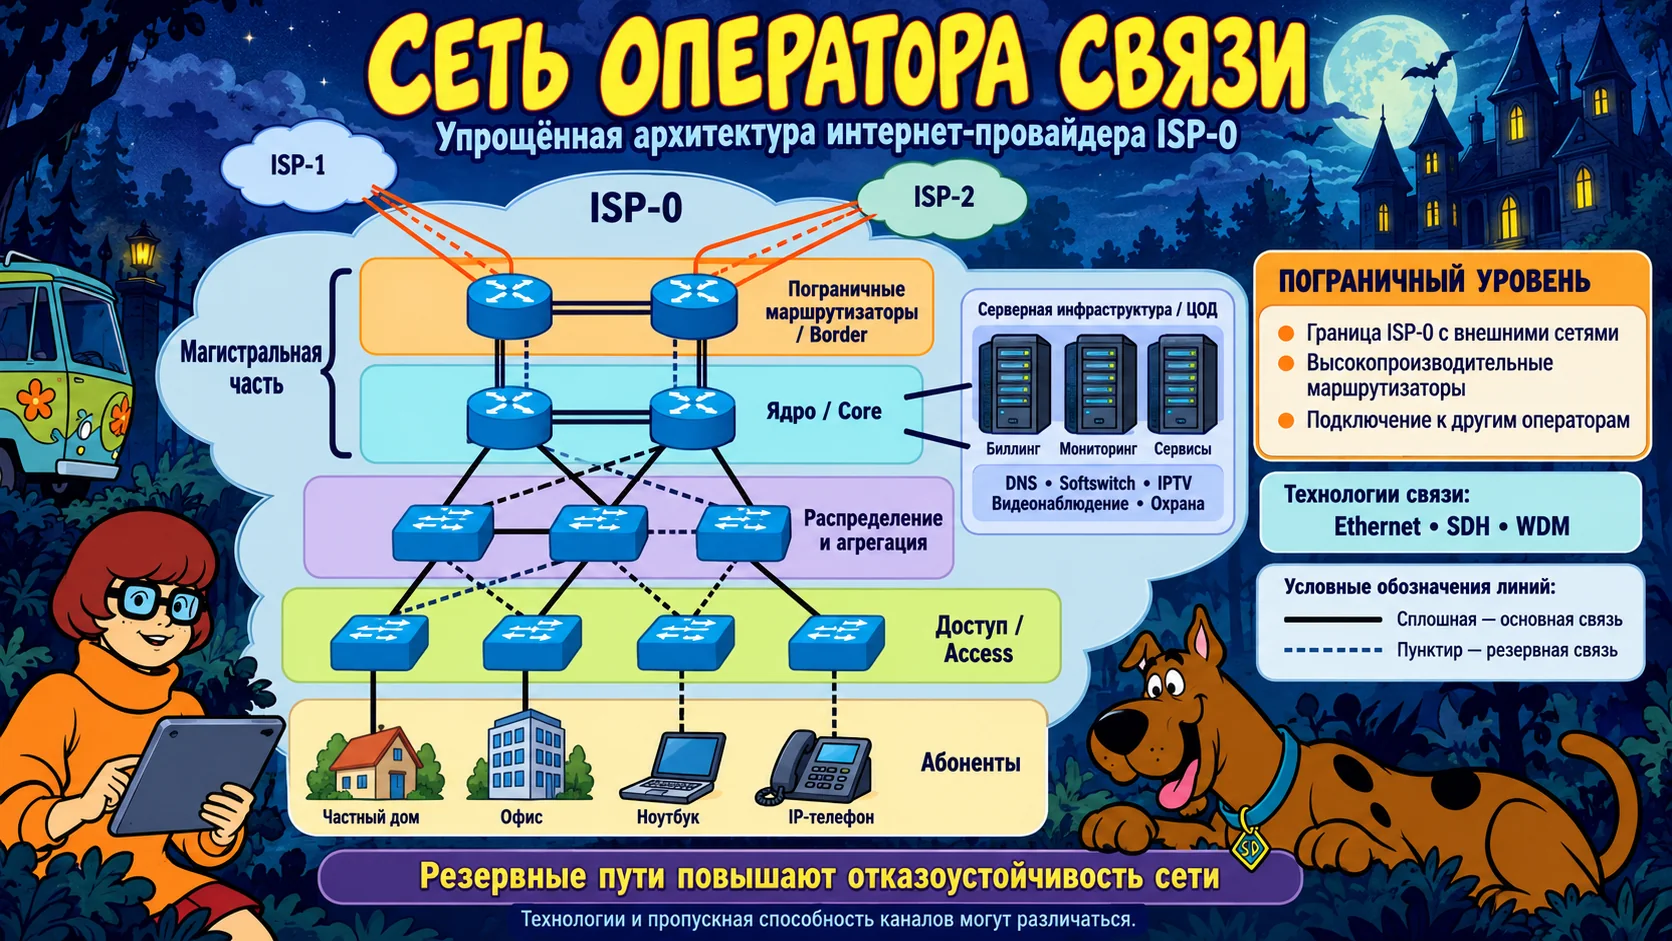 СЕТЬ ОПЕРАТОРА СВЯЗИ
Упрощённая архитектура интернет-провайдера ISP-0
ISP-1
ISP-0
ISP-2
Магистральная
часть
Пограничные
маршрутизаторы
/ Border
Ядро / Core
Распределение
и агрегация
Доступ /
Access
Абоненты
Частный дом
Офис
Ноутбук
IP-телефон
Серверная инфраструктура / ЦОД
Биллинг
Мониторинг
Сервисы
DNS • Softswitch • IPTV
Видеонаблюдение • Охрана
ПОГРАНИЧНЫЙ УРОВЕНЬ
Граница ISP-0 с внешними сетями
Высокопроизводительные
маршрутизаторы
Подключение к другим операторам
Технологии связи:
Ethernet • SDH • WDM
Условные обозначения линий:
Сплошная — основная связь
Пунктир — резервная связь
SD
Резервные пути повышают отказоустойчивость сети
Технологии и пропускная способность каналов могут различаться.